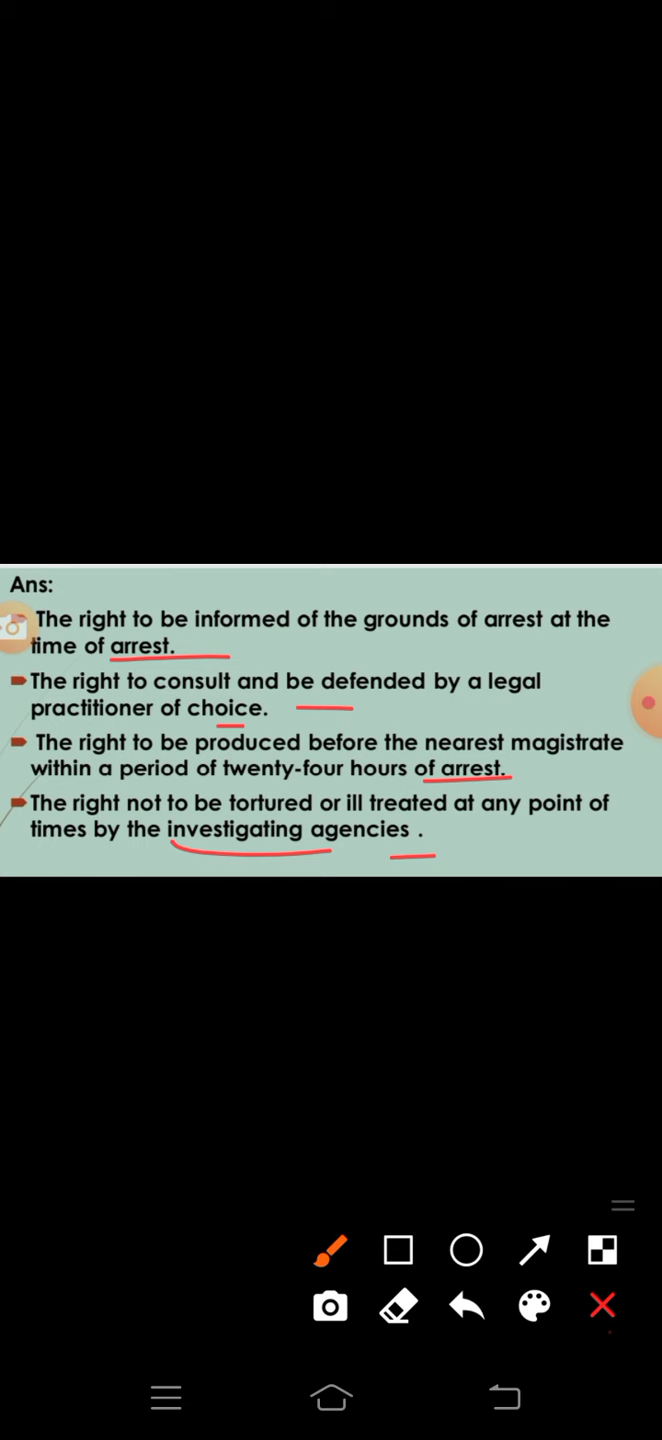 Ans:
The right to be informed of the grounds of arrest at the
time of arrest.
The right to consult and be defended by a legal
practitioner of choice.
The right to be produced before the nearest magistrate
within a period of twenty-four hours of arrest.
The right not to be tortured or ill treated at any point of
times by the investigating agencies .